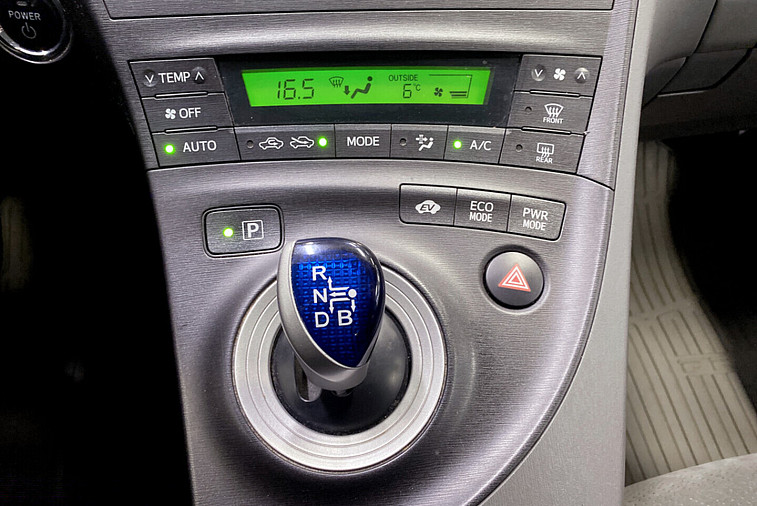 POWER
TEMP
16.5
OUTSIDE
6°C
OFF
FRONT
AUTO
MODE
A/C
REAR
EV
ECO
MODE
PWR
MODE
P
R
N
D B